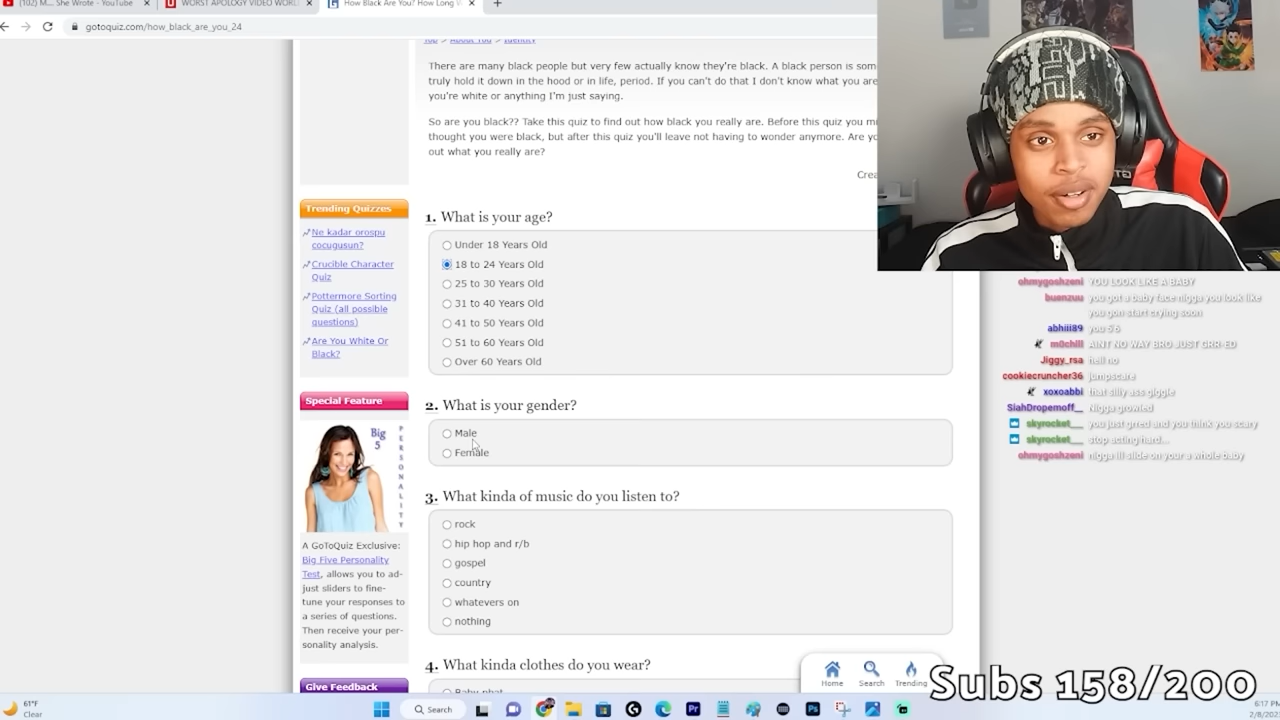 (102) M... She Wrote - YouTube
WORST APOLOGY VIDEO WORL
How Black Are You? How Long V
gotoquiz.com/how_black_are_you_24
Top > About You > Identity
There are many black people but very few actually know they're black. A black person is som
truly hold it down in the hood or in life, period. If you can't do that I don't know what you are
you're white or anything I'm just saying.
So are you black?? Take this quiz to find out how black you really are. Before this quiz you mi
thought you were black, but after this quiz you'll leave not having to wonder anymore. Are yo
out what you really are?
Crea
Trending Quizzes
Ne kadar orospu
cocugusun?
Crucible Character
Quiz
Pottermore Sorting
Quiz (all possible
questions)
Are You White Or
Black?
Special Feature
Big
5
PERSONALITY
A GoToQuiz Exclusive:
Big Five Personality
Test, allows you to ad-
just sliders to fine-
tune your responses to
a series of questions.
Then receive your per-
sonality analysis.
Give Feedback
1. What is your age?
Under 18 Years Old
18 to 24 Years Old
25 to 30 Years Old
31 to 40 Years Old
41 to 50 Years Old
51 to 60 Years Old
Over 60 Years Old
2. What is your gender?
Male
Female
3. What kinda of music do you listen to?
rock
hip hop and r/b
gospel
country
whatevers on
nothing
4. What kinda clothes do you wear?
Baby phat
Home
Search
Trending
ohmygoshzeni YOU LOOK LIKE A BABY
buenzuu you got a baby face nigga you look like
you gon start crying soon
abhiii89 you 5'6
m0chill AINT NO WAY BRO JUST GRR-ED
Jiggy_rsa hell no
cookiecruncher36 jumpscare
xoxoabbi that silly ass giggle
SiahDropemoff__ Nigga growled
skyrocket__ you just grred and you think you scary
skyrocket__ stop acting hard...
ohmygoshzeni nigga ill slide on your a whole baby
Subs 158/200
61°F
Clear
Search
6:17 PM
2/8/202